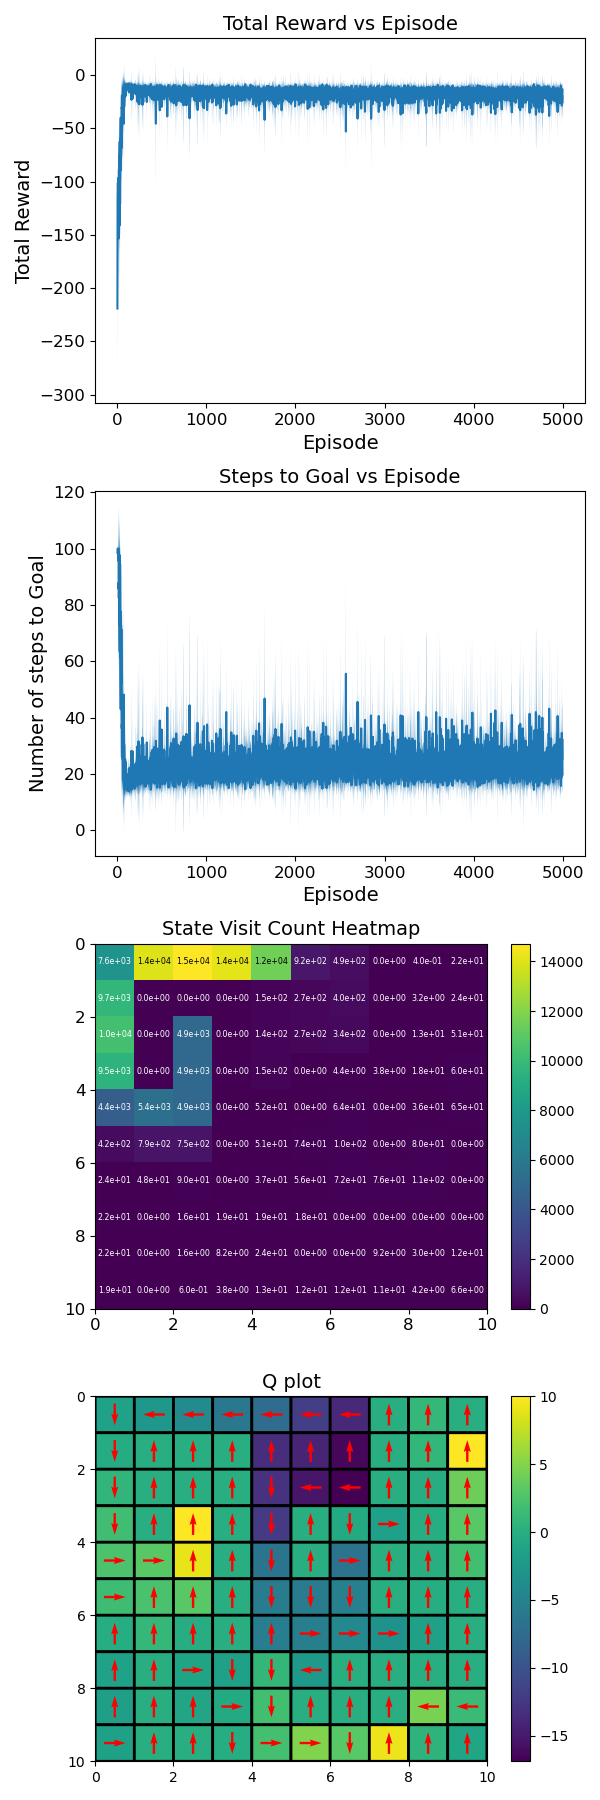 Total Reward vs Episode
0
−50
−100
−150
−200
−250
−300
Total Reward
0 1000 2000 3000 4000 5000
Episode
Steps to Goal vs Episode
120
100
80
60
40
20
0
Number of steps to Goal
0 1000 2000 3000 4000 5000
Episode
State Visit Count Heatmap
0
2
4
6
8
10
7.6e+03 1.4e+04 1.5e+04 1.4e+04 1.2e+04 9.2e+02 4.9e+02 0.0e+00 4.0e-01 2.2e+01
9.7e+03 0.0e+00 0.0e+00 0.0e+00 1.5e+02 2.7e+02 4.0e+02 0.0e+00 3.2e+00 2.4e+01
1.0e+04 0.0e+00 4.9e+03 0.0e+00 1.4e+02 2.7e+02 3.4e+02 0.0e+00 1.3e+01 5.1e+01
9.5e+03 0.0e+00 4.9e+03 0.0e+00 1.5e+02 0.0e+00 4.4e+00 3.8e+00 1.8e+01 6.0e+01
4.4e+03 5.4e+03 4.9e+03 0.0e+00 5.2e+01 0.0e+00 6.4e+01 0.0e+00 3.6e+01 6.5e+01
4.2e+02 7.9e+02 7.5e+02 0.0e+00 5.1e+01 7.4e+01 1.0e+02 0.0e+00 8.0e+01 0.0e+00
2.4e+01 4.8e+01 9.0e+01 0.0e+00 3.7e+01 5.6e+01 7.2e+01 7.6e+01 1.1e+02 0.0e+00
2.2e+01 0.0e+00 1.6e+01 1.9e+01 1.9e+01 1.8e+01 0.0e+00 0.0e+00 0.0e+00 0.0e+00
2.2e+01 0.0e+00 1.6e+00 8.2e+00 2.4e+01 0.0e+00 0.0e+00 9.2e+00 3.0e+00 1.2e+01
1.9e+01 0.0e+00 6.0e-01 3.8e+00 1.3e+01 1.2e+01 1.2e+01 1.1e+01 4.2e+00 6.6e+00
0 2 4 6 8 10
14000
12000
10000
8000
6000
4000
2000
0
Q plot
0
2
4
6
8
10
0 2 4 6 8 10
10
5
0
−5
−10
−15